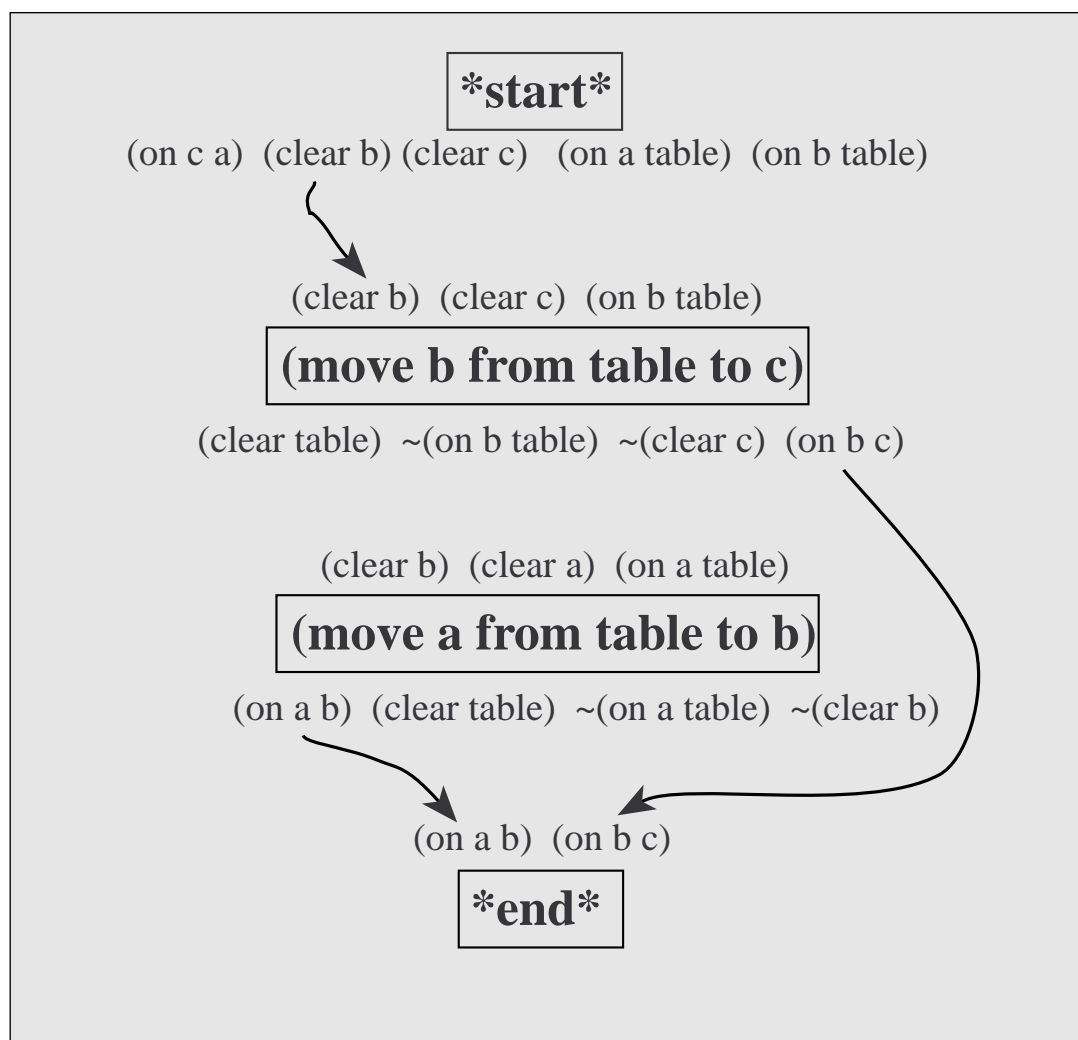 *start*
(on c a) (clear b) (clear c) (on a table) (on b table)
(clear b) (clear c) (on b table)
(move b from table to c)
(clear table) ~(on b table) ~(clear c) (on b c)
(clear b) (clear a) (on a table)
(move a from table to b)
(on a b) (clear table) ~(on a table) ~(clear b)
(on a b) (on b c)
*end*